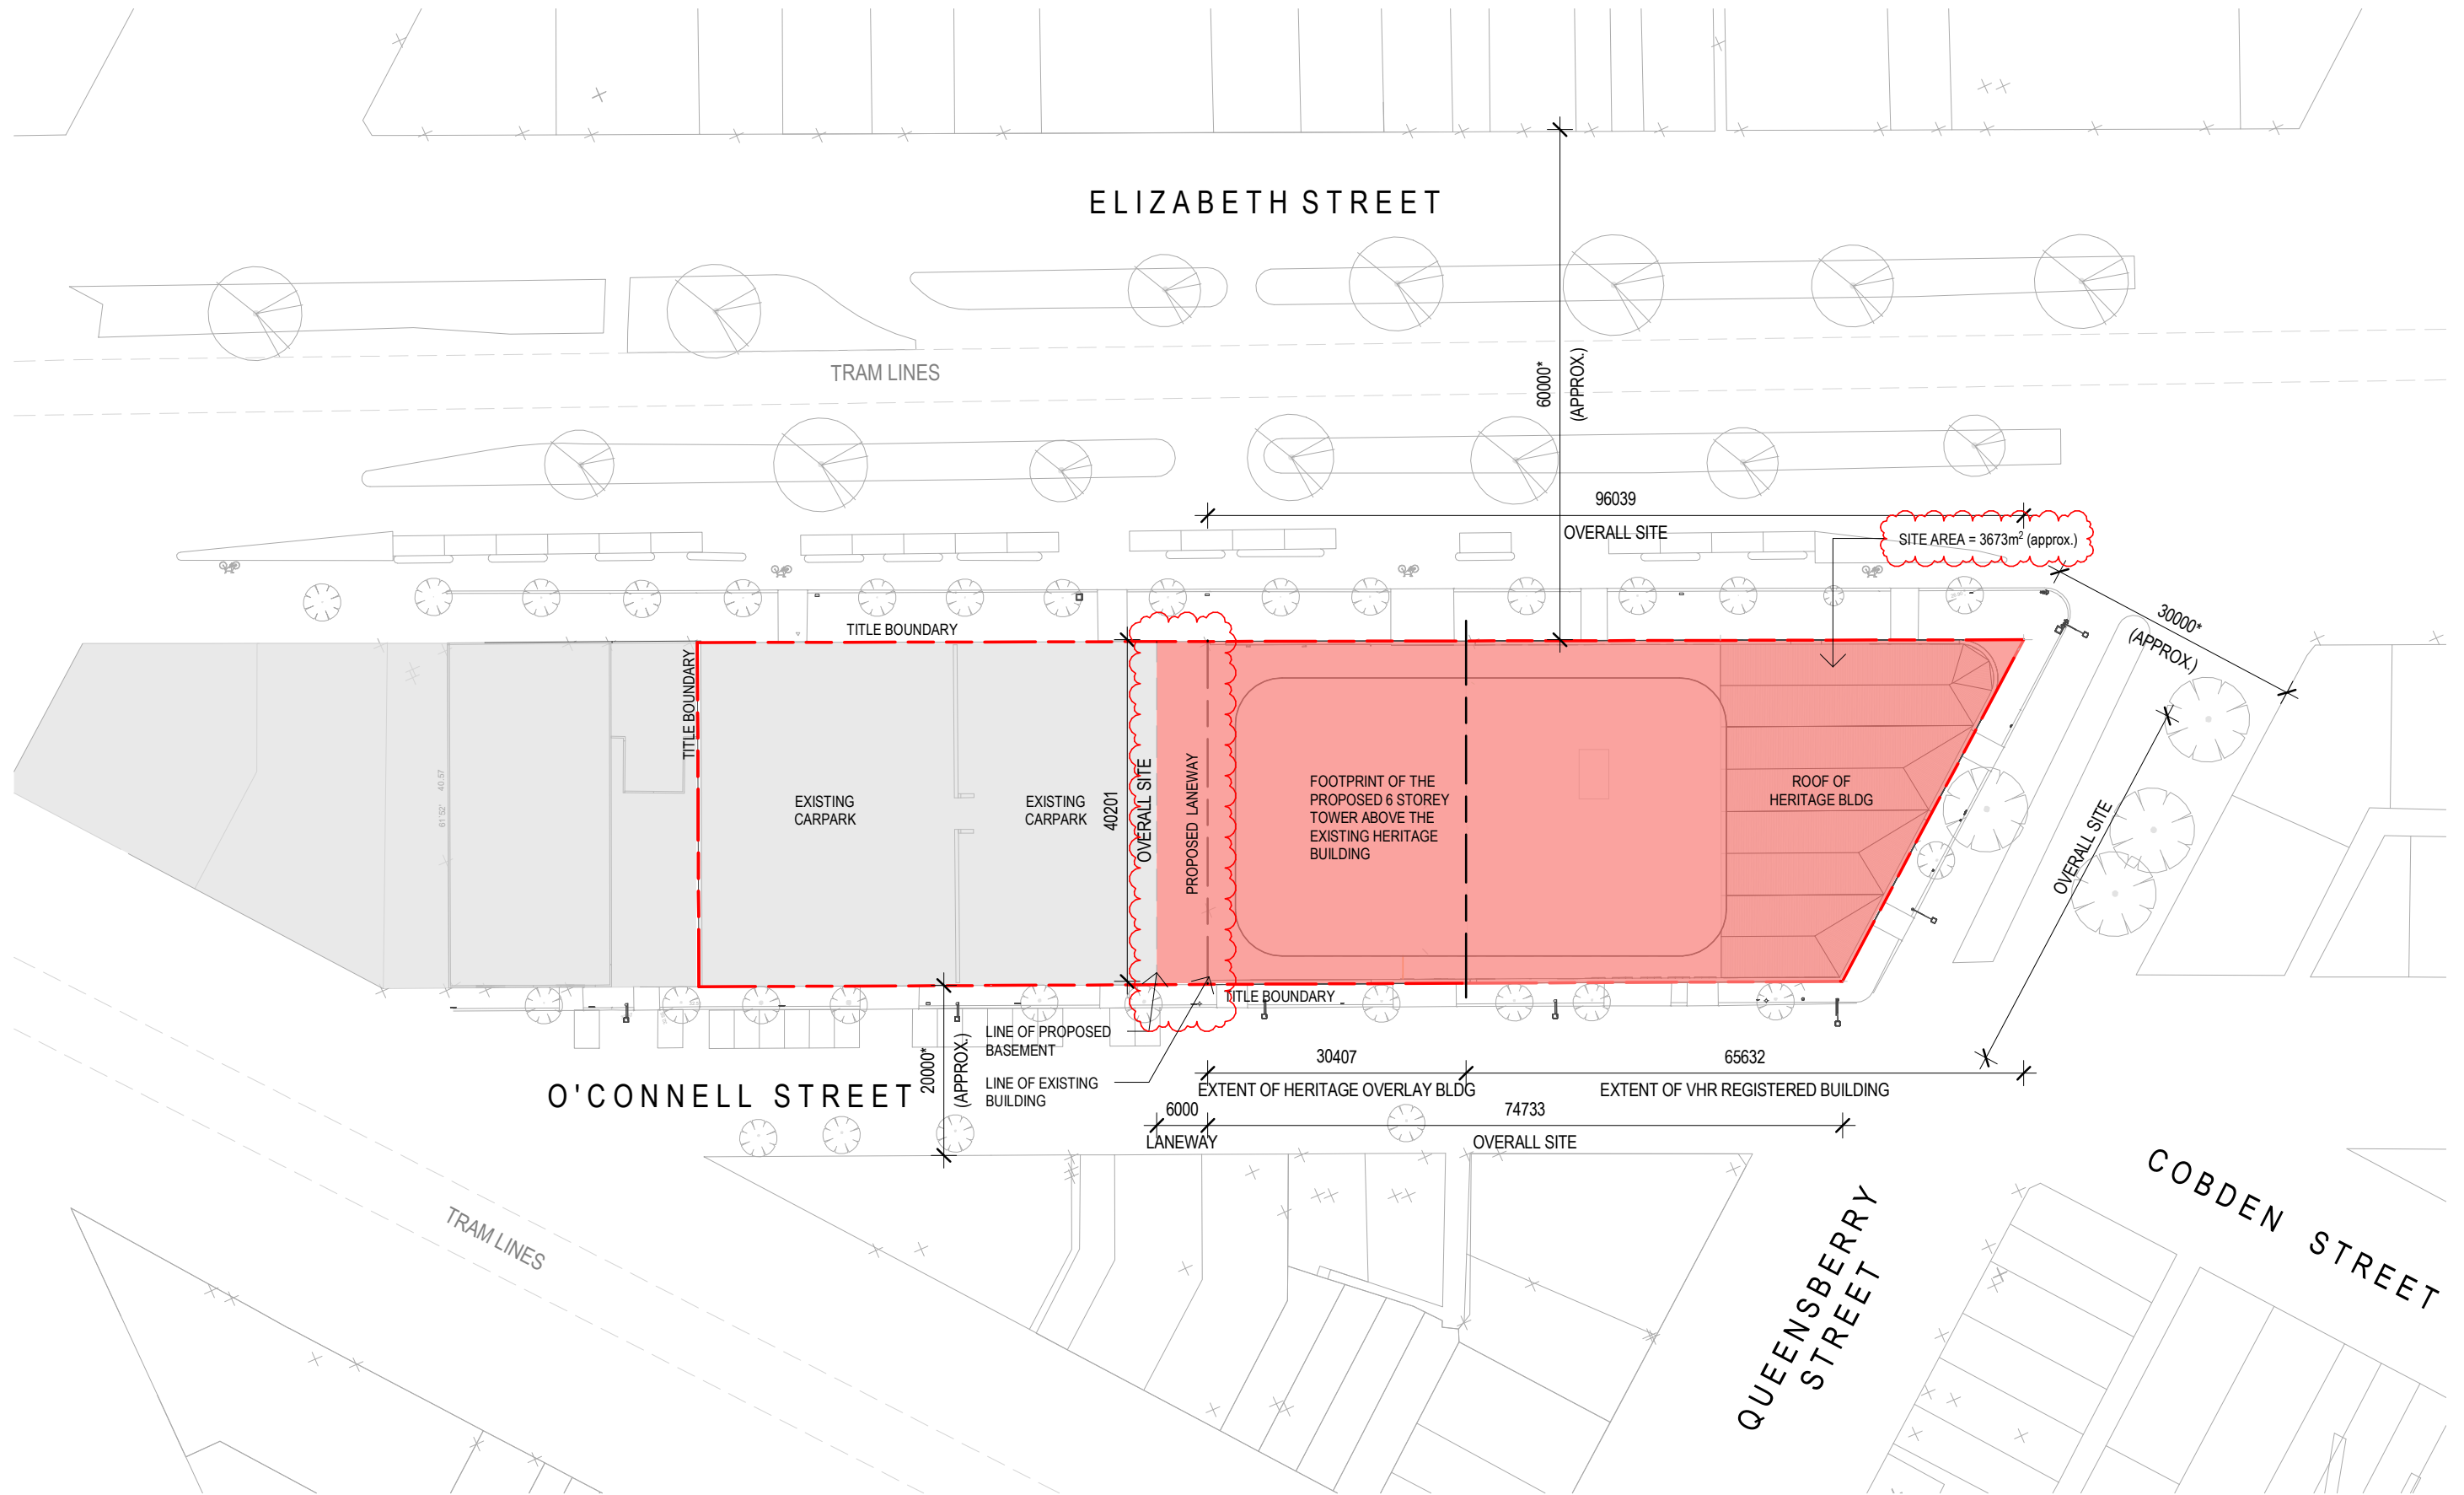 ELIZABETH STREET
TRAM LINES
60000*
(APPROX.)
96039
OVERALL SITE
SITE AREA = 3673m² (approx.)
30000*
(APPROX.)
TITLE BOUNDARY
TITLE BOUNDARY
61°52' 40.57
EXISTING
CARPARK
EXISTING
CARPARK
40201
OVERALL SITE
PROPOSED LANEWAY
FOOTPRINT OF THE
PROPOSED 6 STOREY
TOWER ABOVE THE
EXISTING HERITAGE
BUILDING
ROOF OF
HERITAGE BLDG
OVERALL SITE
TITLE BOUNDARY
LINE OF PROPOSED
BASEMENT
LINE OF EXISTING
BUILDING
20000*
(APPROX.)
O'CONNELL STREET
30407
EXTENT OF HERITAGE OVERLAY BLDG
65632
EXTENT OF VHR REGISTERED BUILDING
6000
LANEWAY
74733
OVERALL SITE
TRAM LINES
QUEENSBERRY
STREET
COBDEN STREET